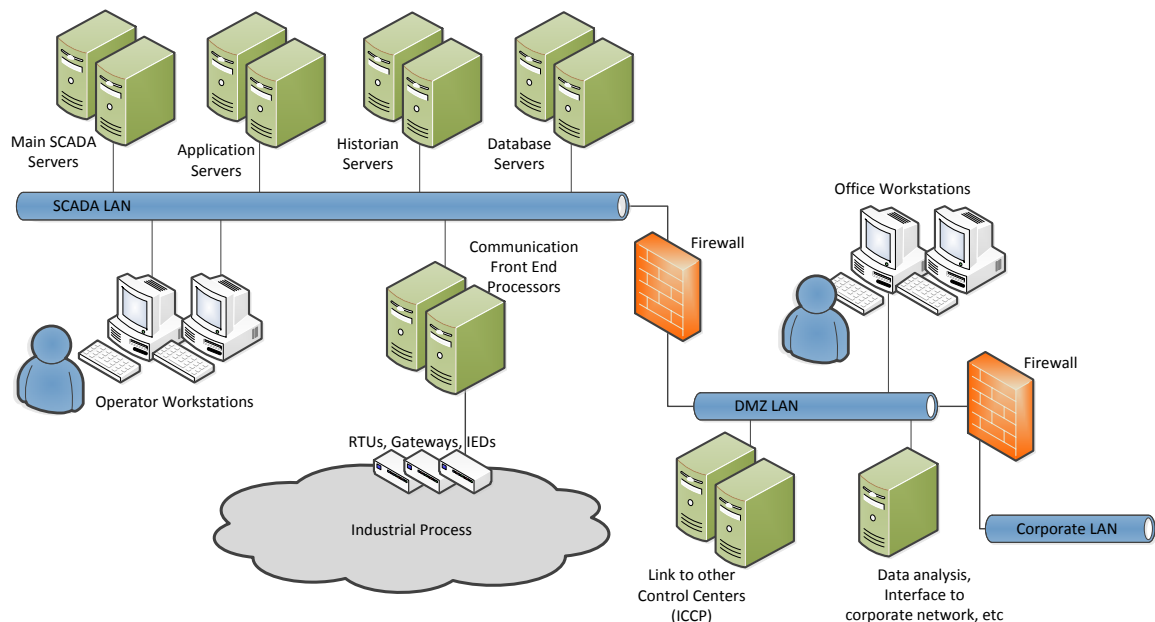 Main SCADA
Servers
Application
Servers
Historian
Servers
Database
Servers
SCADA LAN
Office Workstations
Communication
Front End
Processors
Firewall
Operator Workstations
Firewall
DMZ LAN
RTUs, Gateways, IEDs
Industrial Process
Corporate LAN
Link to other
Control Centers
(ICCP)
Data analysis,
Interface to
corporate network, etc